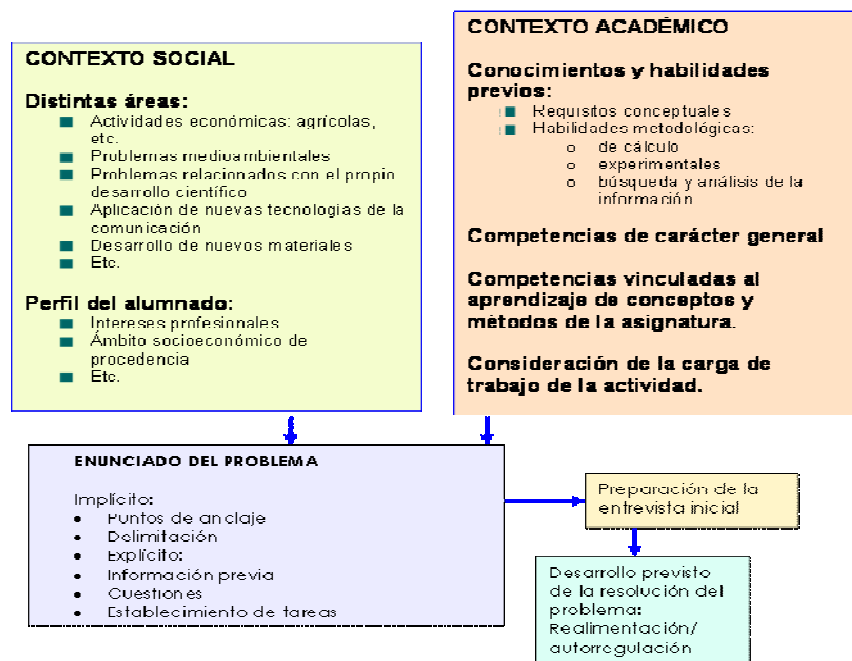 CONTEXTO SOCIAL
Distintas áreas:
Actividades económicas: agrícolas,
etc.
Problemas medioambientales
Problemas relacionados con el propio
desarrollo científico
Aplicación de nuevas tecnologías de la
comunicación
Desarrollo de nuevos materiales
Etc.
Perfil del alumnado:
Intereses profesionales
Ámbito socioeconómico de
procedencia
Etc.
CONTEXTO ACADÉMICO
Conocimientos y habilidades
previos:
Requisitos conceptuales
Habilidades metodológicas:
o de cálculo
o experimentales
o búsqueda y análisis de la
información
Competencias de carácter general
Competencias vinculadas al
aprendizaje de conceptos y
métodos de la asignatura.
Consideración de la carga de
trabajo de la actividad.
ENUNCIADO DEL PROBLEMA
Implícito:
• Puntos de anclaje
• Delimitación
• Explícito:
• Información previa
• Cuestiones
• Establecimiento de tareas
Preparación de la
entrevista inicial
Desarrollo previsto
de la resolución del
problema:
Realimentación/
autorregulación